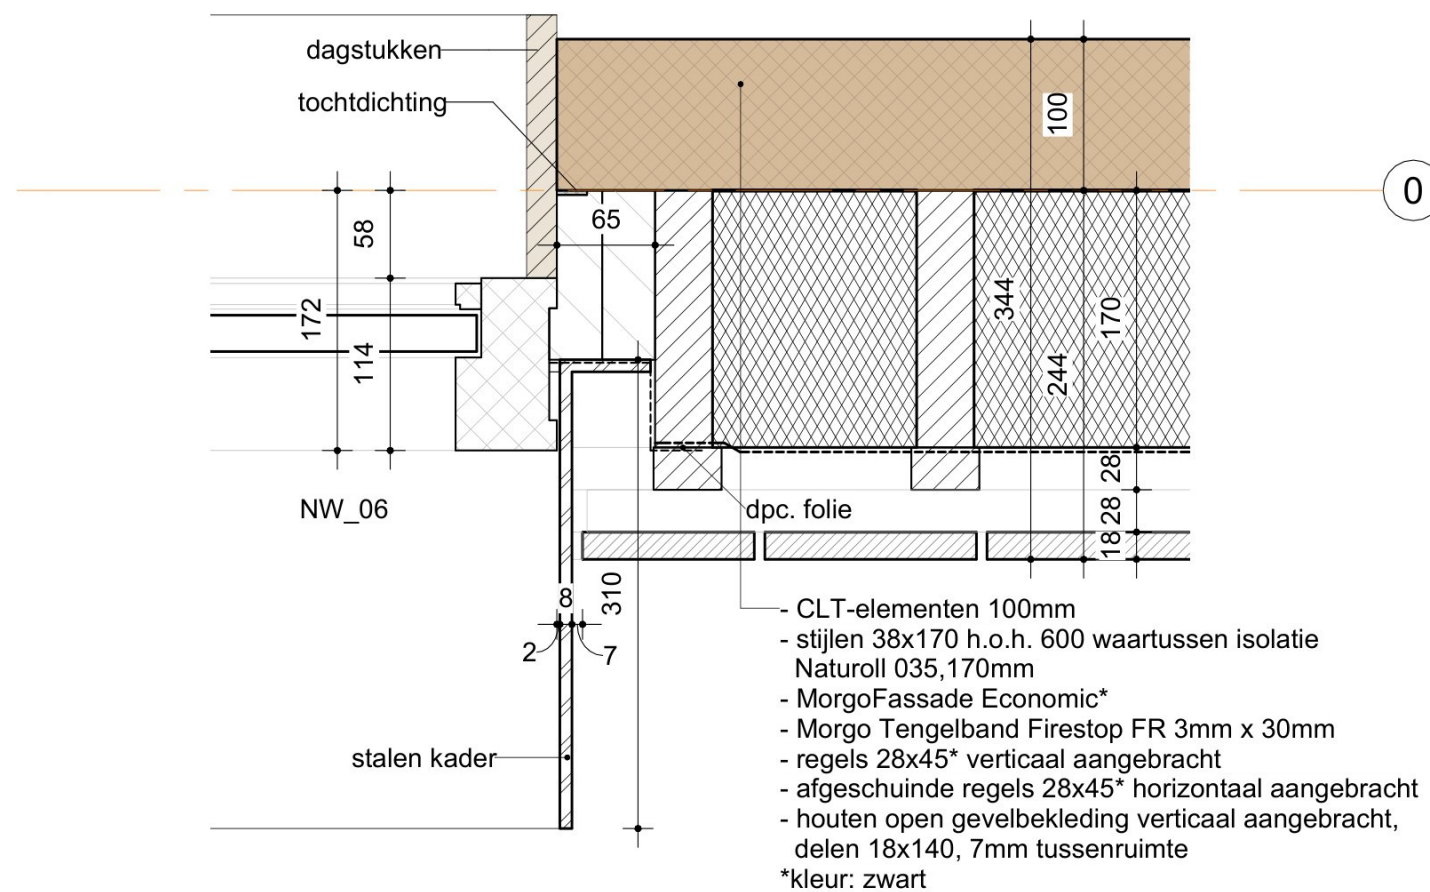 dagstukken
tochtdichting
100
0
58
65
172
114
344
170
244
28
NW_06
dpc. folie
28
18
8
310
2
7
- CLT-elementen 100mm
- stijlen 38x170 h.o.h. 600 waartussen isolatie
Naturoll 035,170mm
- MorgoFassade Economic*
- Morgo Tengelband Firestop FR 3mm x 30mm
stalen kader
- regels 28x45* verticaal aangebracht
- afgeschuinde regels 28x45* horizontaal aangebracht
- houten open gevelbekleding verticaal aangebracht,
delen 18x140, 7mm tussenruimte
*kleur: zwart